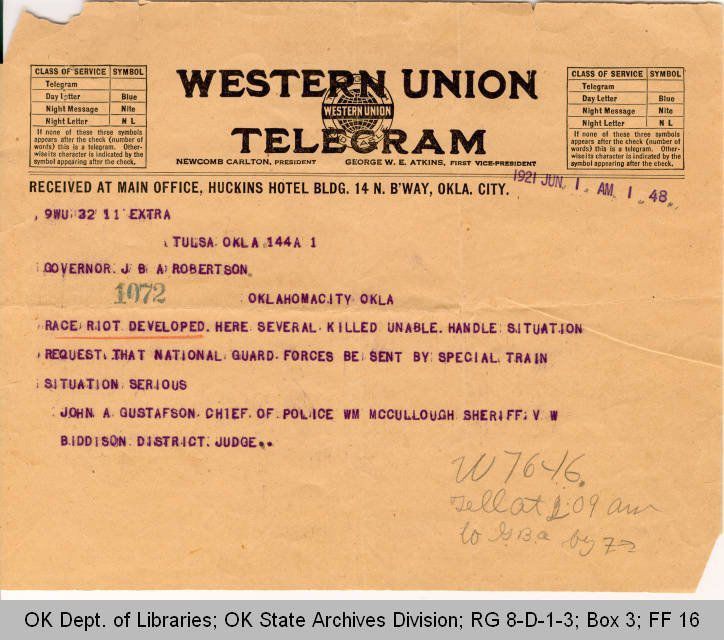 CLASS OF SERVICE SYMBOL
Telegram
Day Letter Blue
Night Message Nite
Night Letter N L
If none of these three symbols
appears after the check (number of
words) this is a telegram. Other-
wise its character is indicated by the
symbol appearing after the check.
WESTERN UNION
WESTERN UNION
TELEGRAM
NEWCOMB CARLTON, PRESIDENT GEORGE W. E. ATKINS, FIRST VICE-PRESIDENT
CLASS OF SERVICE SYMBOL
Telegram
Day Letter Blue
Night Message Nite
Night Letter N L
If none of these three symbols
appears after the check (number of
words) this is a telegram. Other-
wise its character is indicated by the
symbol appearing after the check.
RECEIVED AT MAIN OFFICE, HUCKINS HOTEL BLDG. 14 N. B'WAY, OKLA. CITY.
1921 JUN 1 AM 1 48
9WU 32 11 EXTRA
TULSA OKLA 144A 1
GOVERNOR J B A ROBERTSON
1072 OKLAHOMACITY OKLA
RACE RIOT DEVELOPED HERE SEVERAL KILLED UNABLE HANDLE SITUATION
REQUEST THAT NATIONAL GUARD FORCES BE SENT BY SPECIAL TRAIN
SITUATION SERIOUS
JOHN A GUSTAFSON CHIEF OF POLICE WM MCCULLOUGH SHERIFF V W
BIDDISON DISTRICT JUDGE
W7646
at 2:09 am
to by
OK Dept. of Libraries; OK State Archives Division; RG 8-D-1-3; Box 3; FF 16